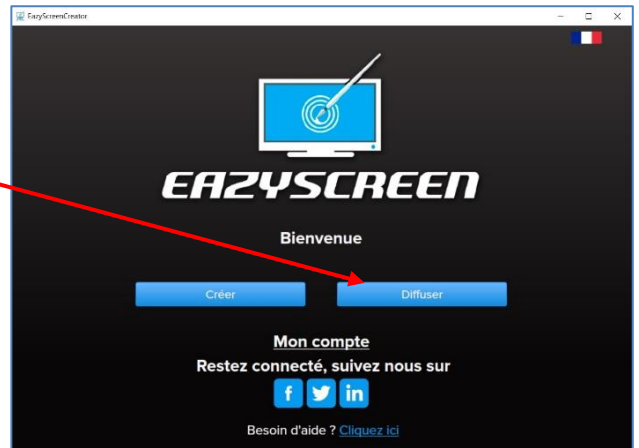 EazyScreenCreator
EAZYSCREEN
Bienvenue
Créer
Diffuser
Mon compte
Restez connecté, suivez nous sur
f in
Besoin d'aide ? Cliquez ici